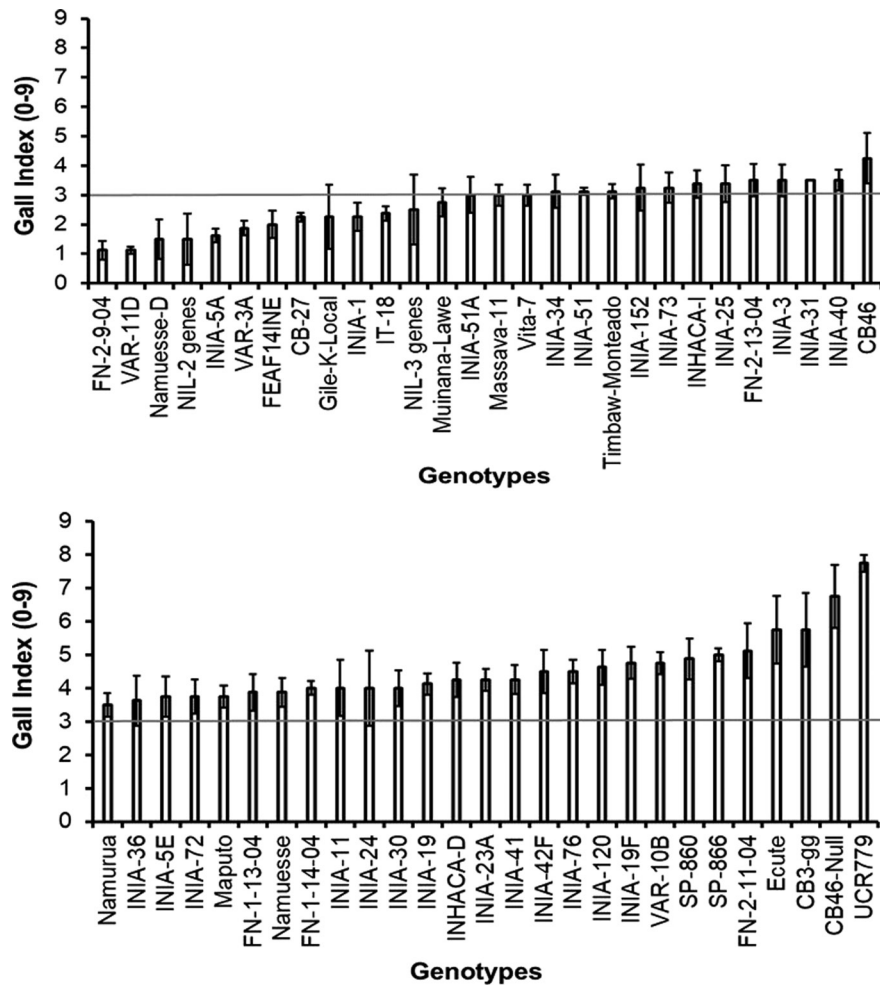 Gall Index (0-9)
9
8
7
6
5
4
3
2
1
0
FN-2-9-04
VAR-11D
Namuesse-D
NIL-2 genes
INIA-5A
VAR-3A
FEAF14INE
CB-27
Gile-K-Local
INIA-1
IT-18
NIL-3 genes
Muinana-Lawe
INIA-51A
Massava-11
Vita-7
INIA-34
INIA-51
Timbaw-Monteado
INIA-152
INIA-73
INHACA-I
INIA-25
FN-2-13-04
INIA-3
INIA-31
INIA-40
CB46
Genotypes
Gall Index (0-9)
9
8
7
6
5
4
3
2
1
0
Namurua
INIA-36
INIA-5E
INIA-72
Maputo
FN-1-13-04
Namuesse
FN-1-14-04
INIA-11
INIA-24
INIA-30
INIA-19
INHACA-D
INIA-23A
INIA-41
INIA-42F
INIA-76
INIA-120
INIA-19F
VAR-10B
SP-860
SP-866
FN-2-11-04
Ecute
CB3-gg
CB46-Null
UCR779
Genotypes